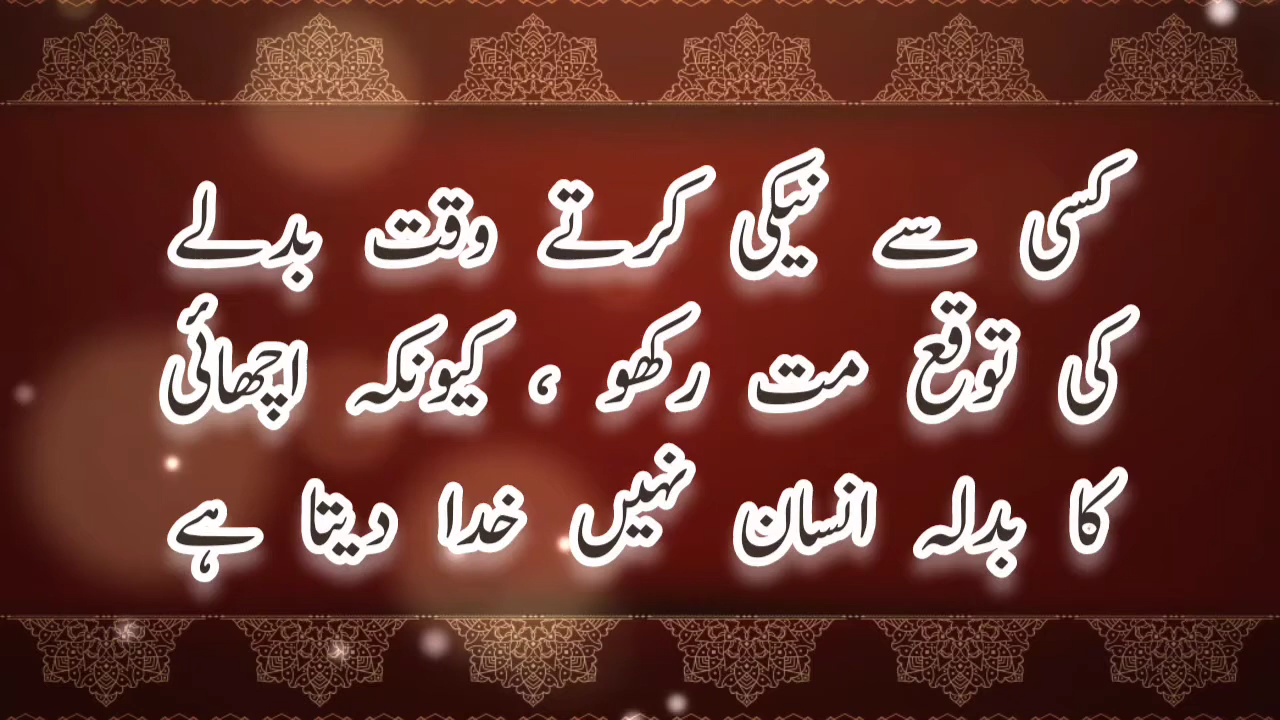 کسی سے نیکی کرتے وقت بدلے
کی توقع مت رکھو ، کیونکہ اچھائی
کا بدلہ انسان نہیں خدا دیتا ہے